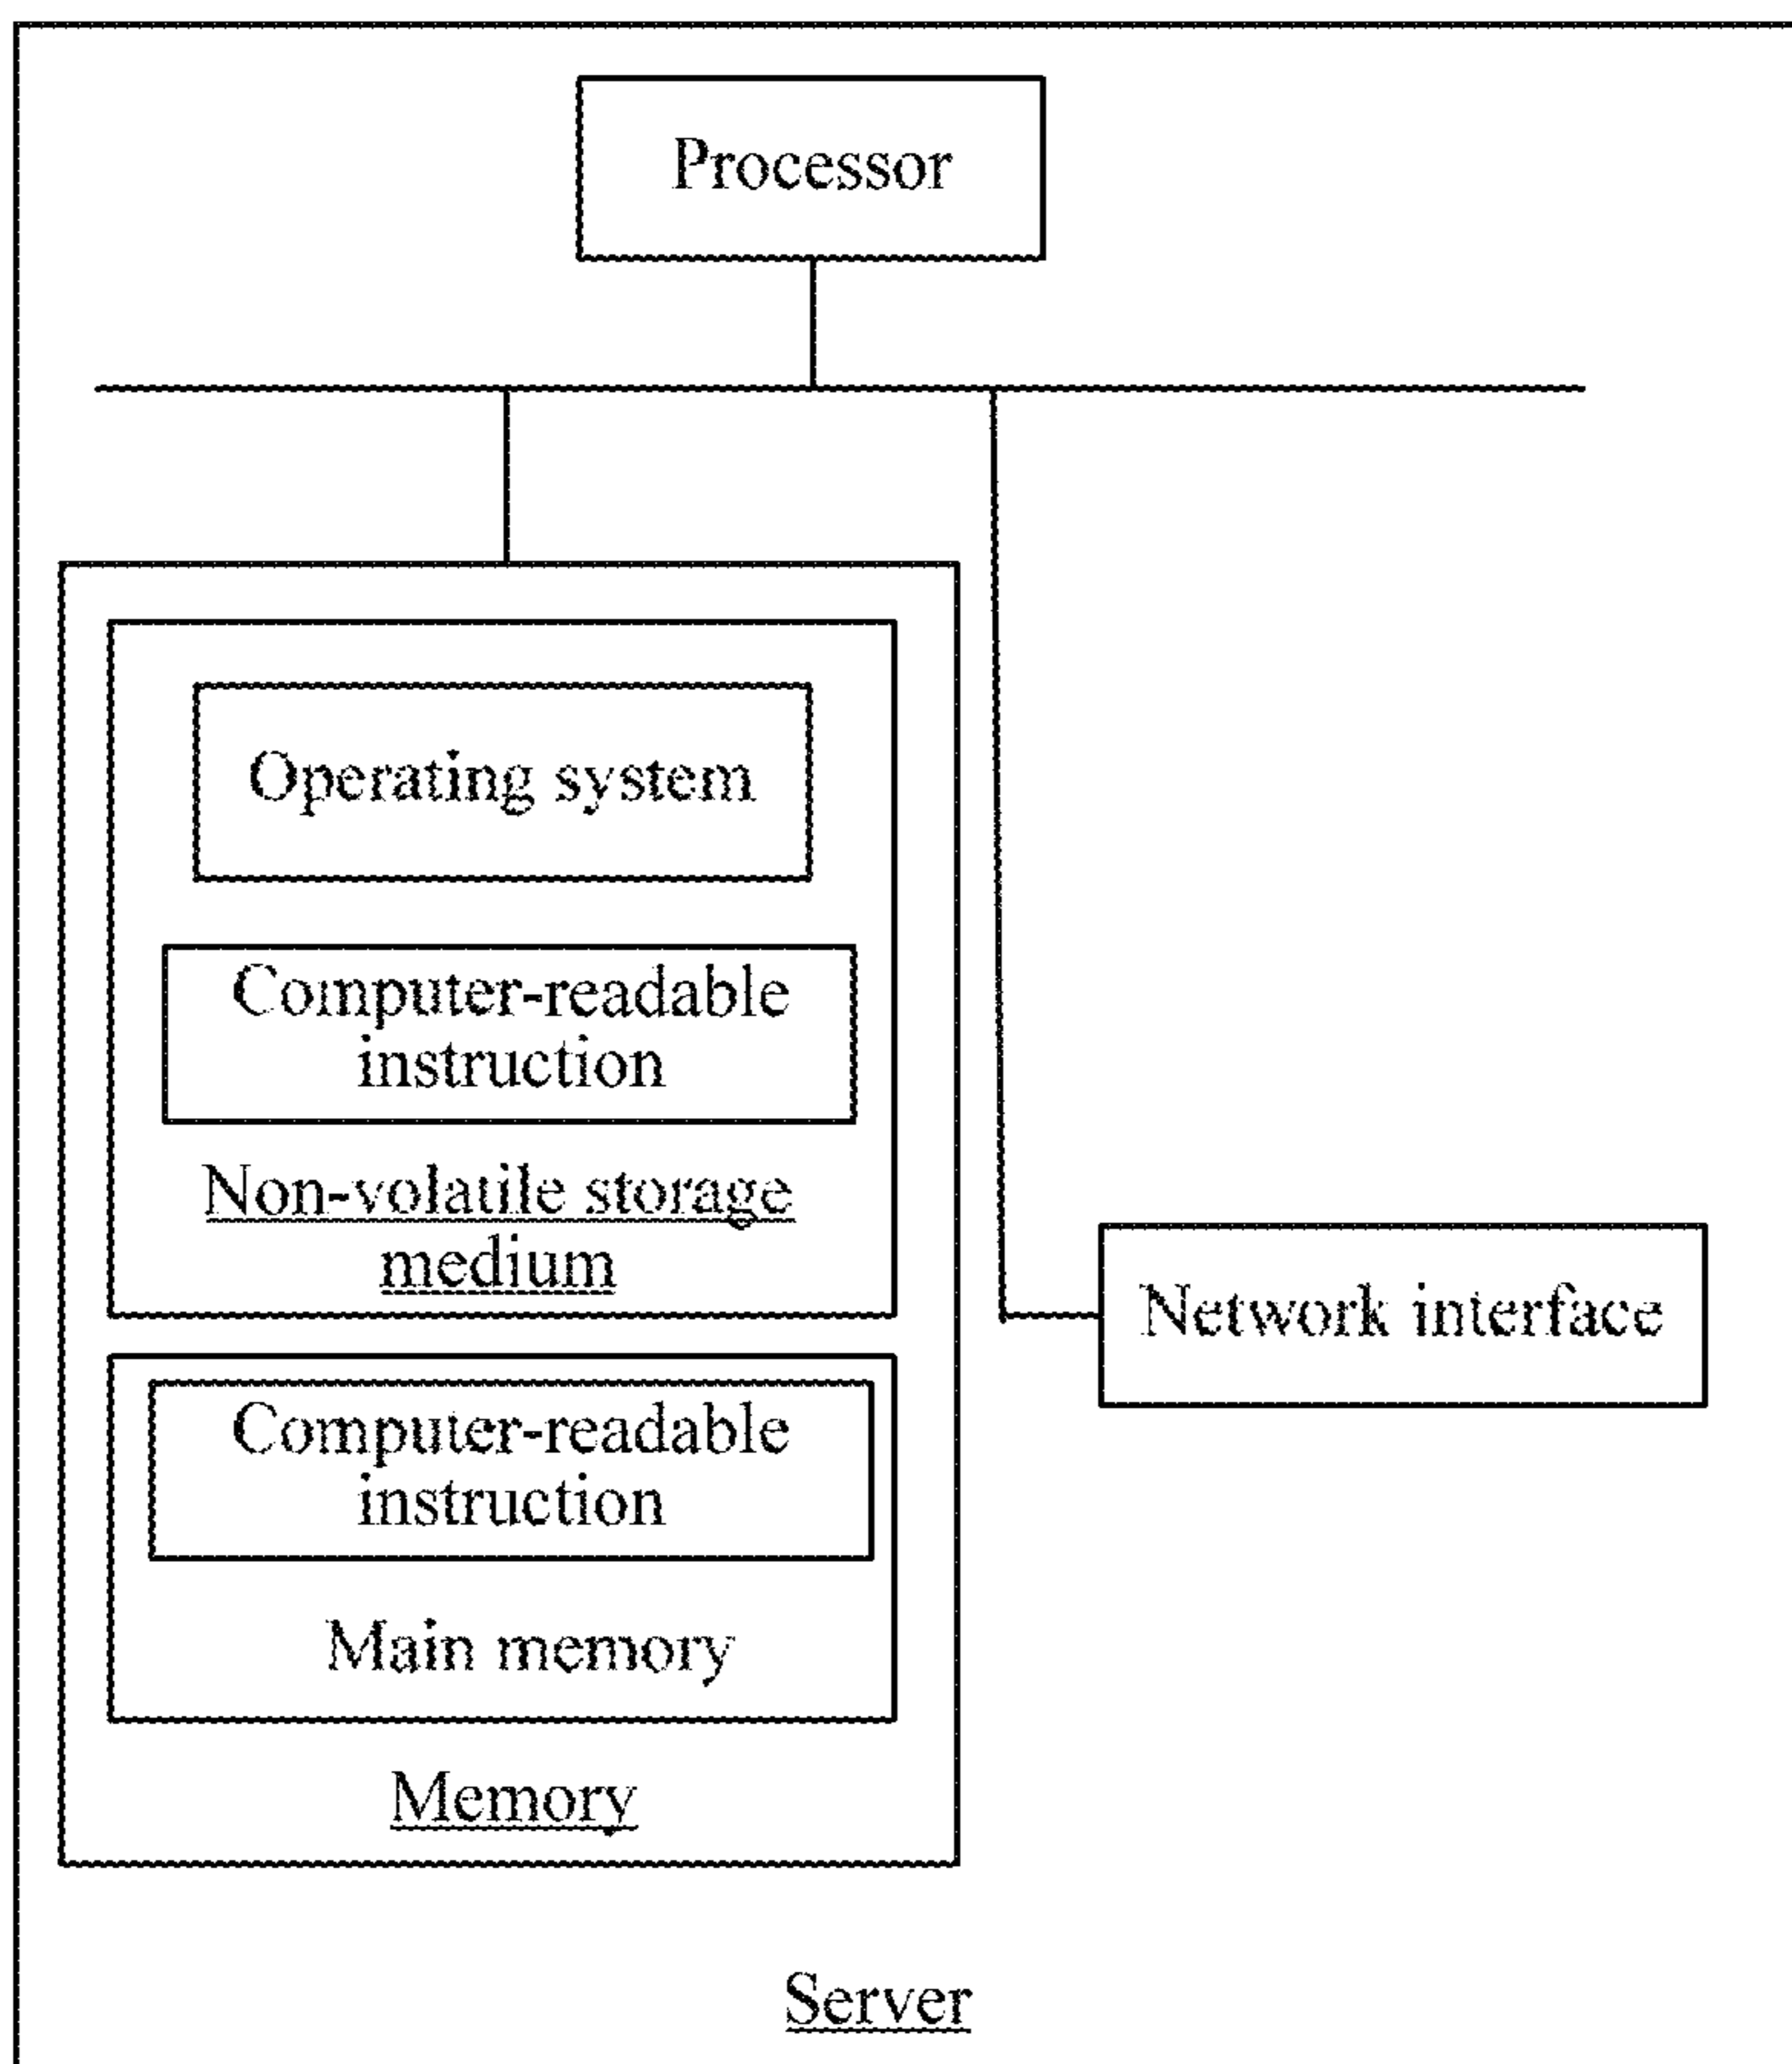 Processor
Operating system
Computer-readable
instruction
Non-volatile storage
medium
Computer-readable
instruction
Main memory
Memory
Network interface
Server